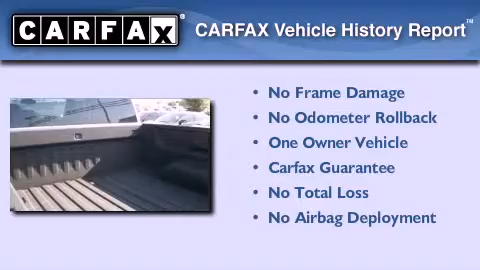 CARFAX®
CARFAX Vehicle History Report™
• No Frame Damage
• No Odometer Rollback
• One Owner Vehicle
• Carfax Guarantee
• No Total Loss
• No Airbag Deployment